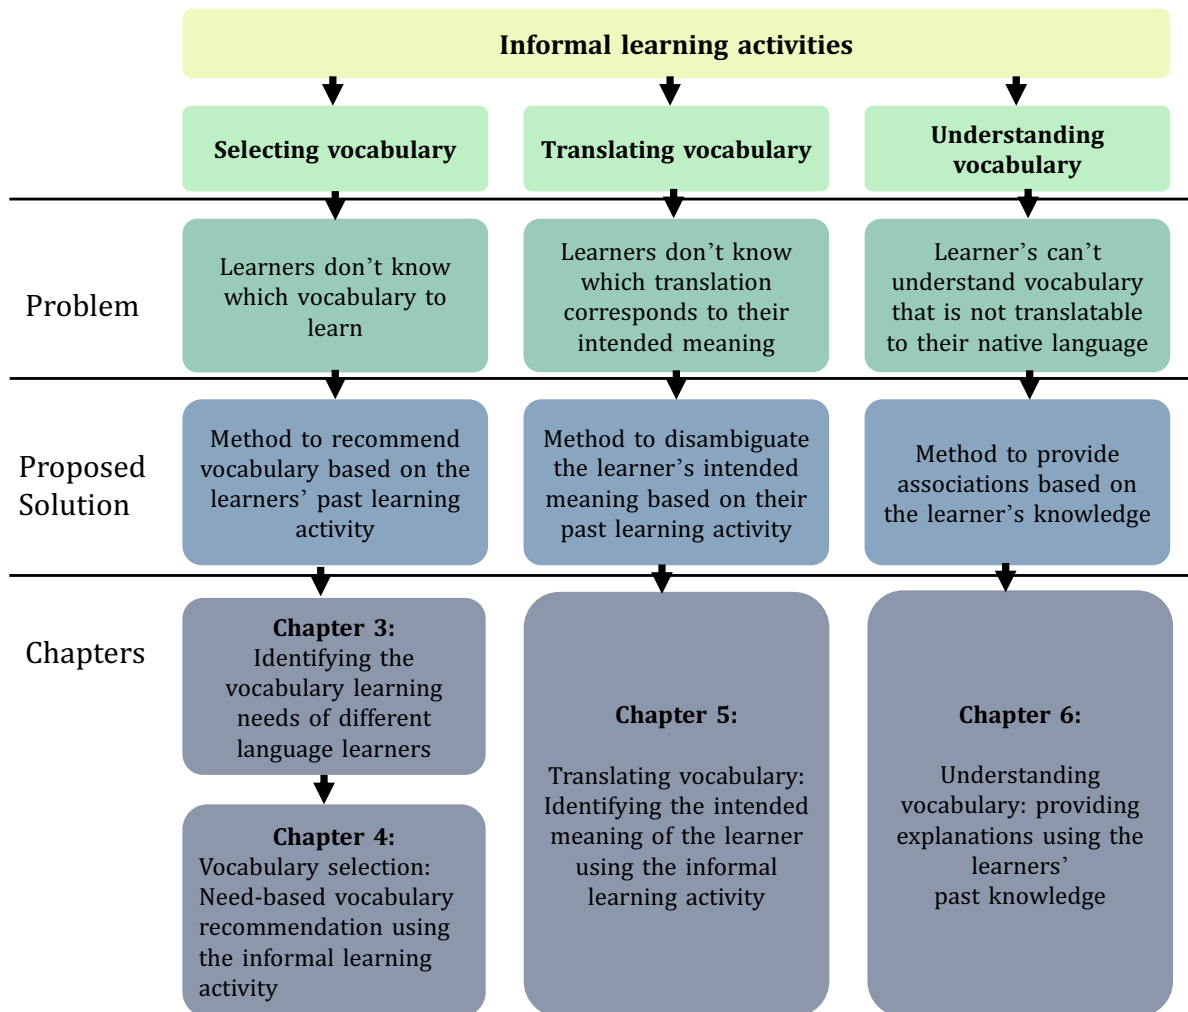 Informal learning activities
Selecting vocabulary
Translating vocabulary
Understanding
vocabulary
Problem
Learners don’t know
which vocabulary to
learn
Learners don’t know
which translation
corresponds to their
intended meaning
Learner’s can’t
understand vocabulary
that is not translatable
to their native language
Proposed
Solution
Method to recommend
vocabulary based on the
learners’ past learning
activity
Method to disambiguate
the learner’s intended
meaning based on their
past learning activity
Method to provide
associations based on
the learner’s knowledge
Chapters
Chapter 3:
Identifying the
vocabulary learning
needs of different
language learners
Chapter 4:
Vocabulary selection:
Need-based vocabulary
recommendation using
the informal learning
activity
Chapter 5:
Translating vocabulary:
Identifying the intended
meaning of the learner
using the informal
learning activity
Chapter 6:
Understanding
vocabulary: providing
explanations using the
learners’
past knowledge